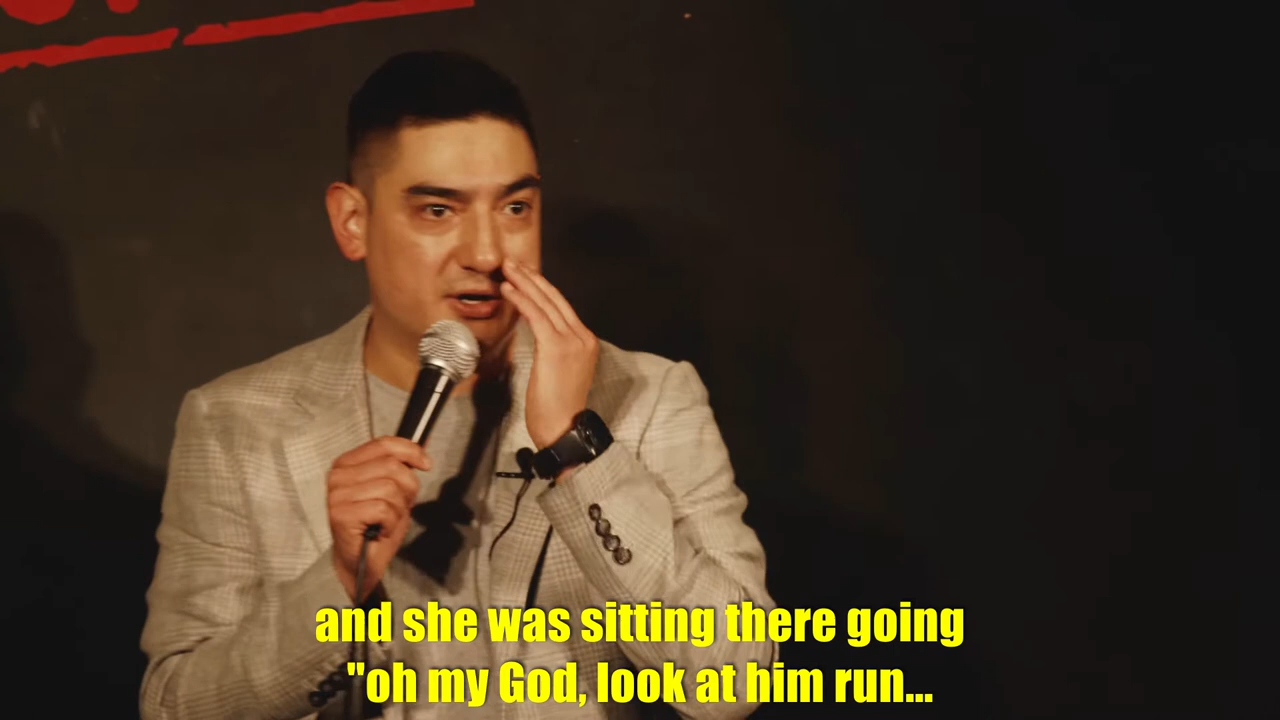 and she was sitting there going
"oh my God, look at him run...